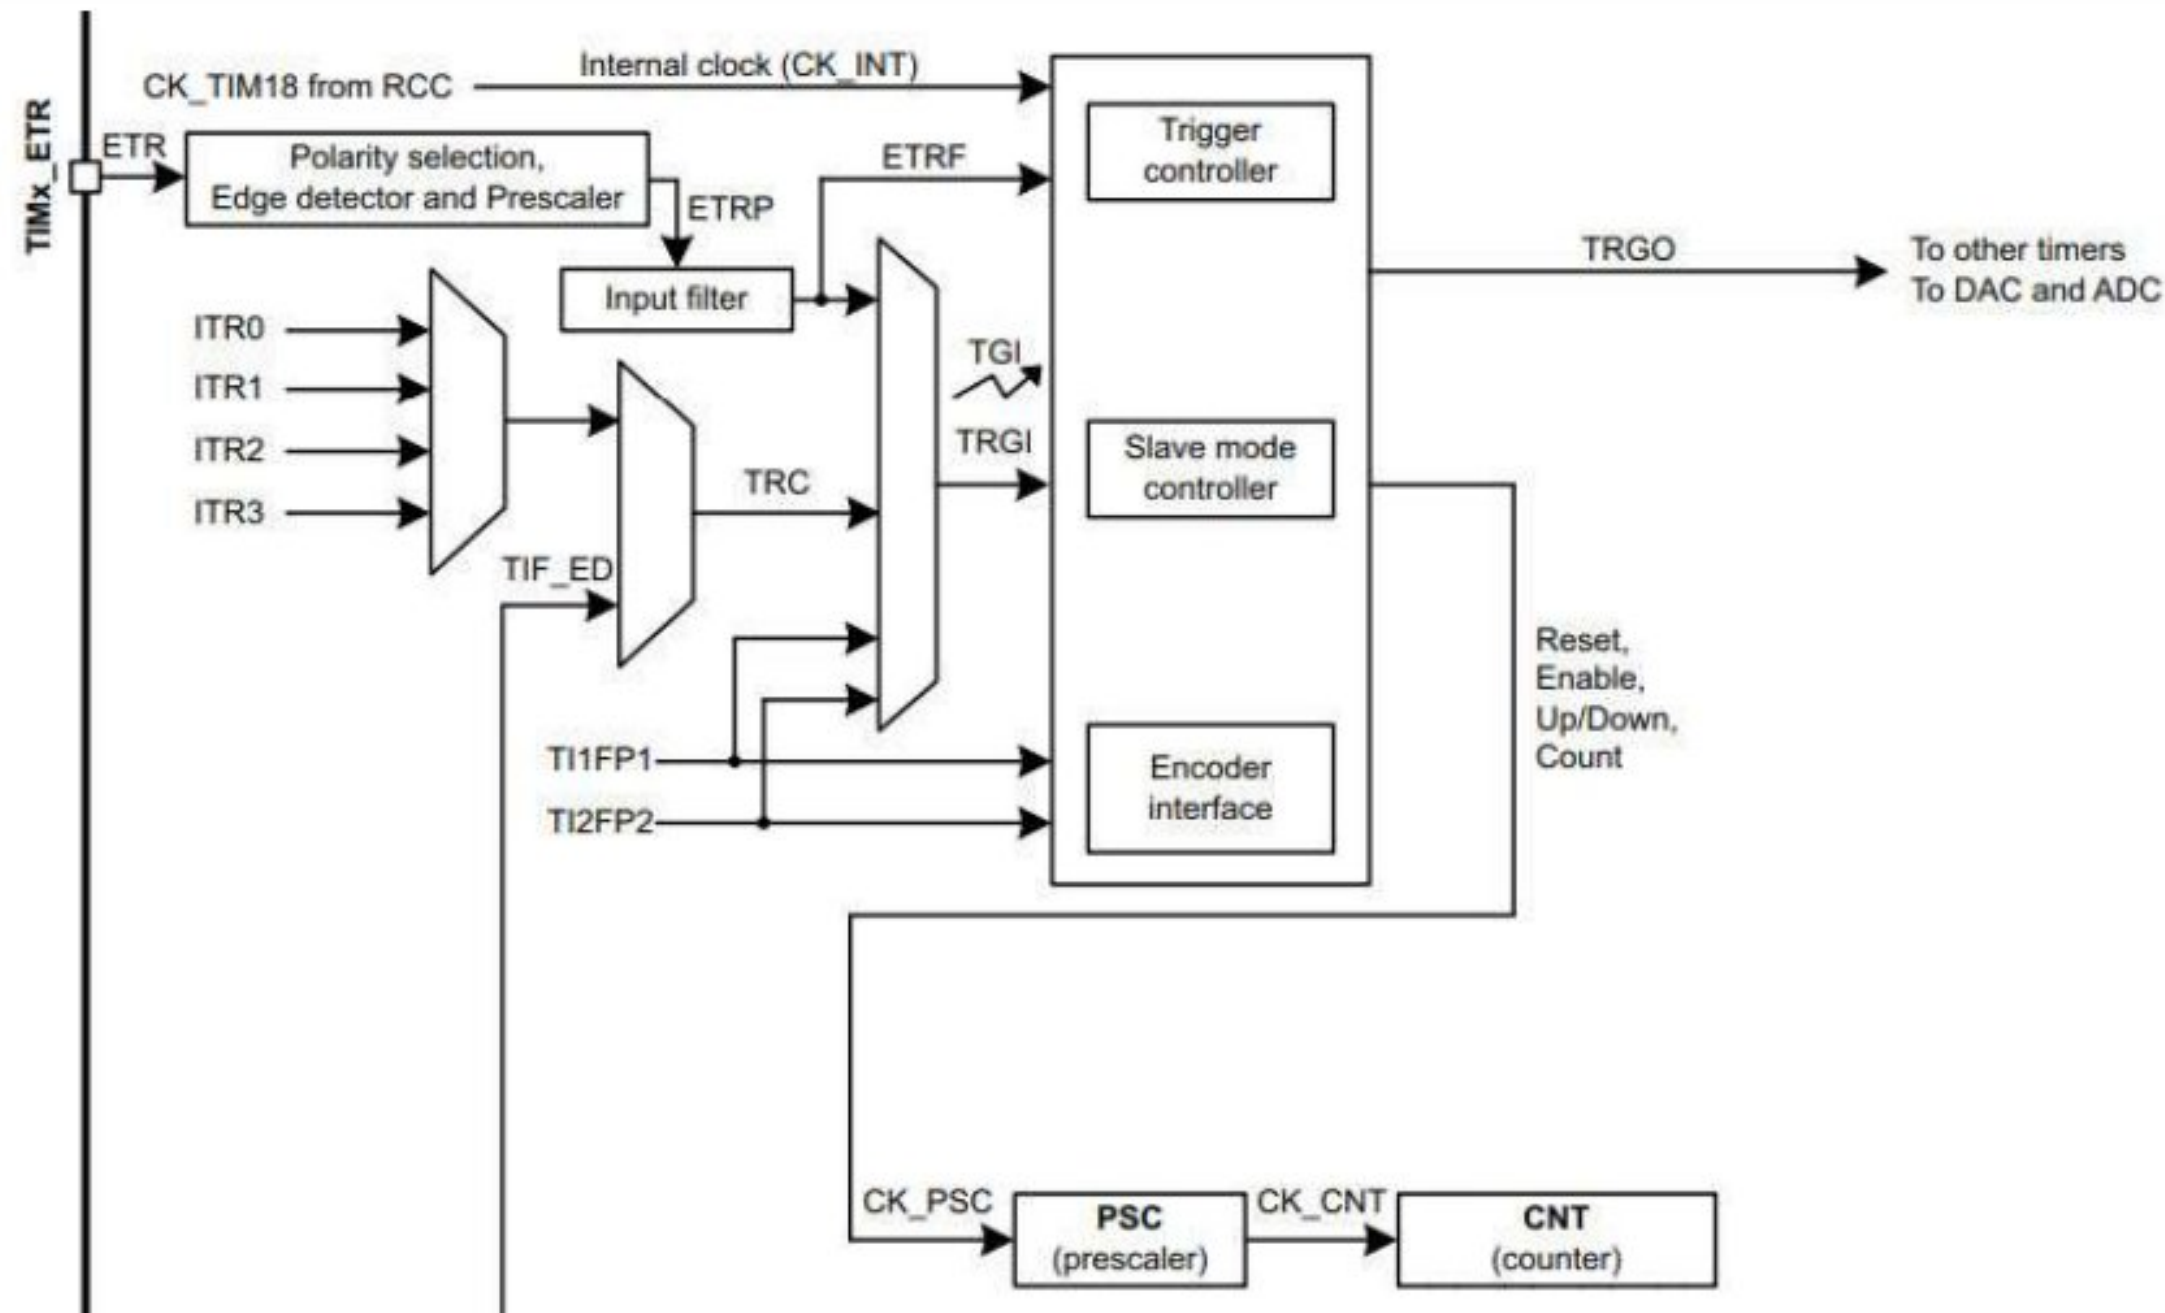 Internal clock (CK_INT)
CK_TIM18 from RCC
TIMx_ETR
ETR
Polarity selection,
Edge detector and Prescaler
ETRP
ETRF
Trigger
controller
TRGO
To other timers
To DAC and ADC
Input filter
ITR0
ITR1
ITR2
ITR3
TGI
TRGI
TRC
Slave mode
controller
TIF_ED
Reset,
Enable,
Up/Down,
Count
TI1FP1
TI2FP2
Encoder
interface
CK_PSC
PSC
(prescaler)
CK_CNT
CNT
(counter)